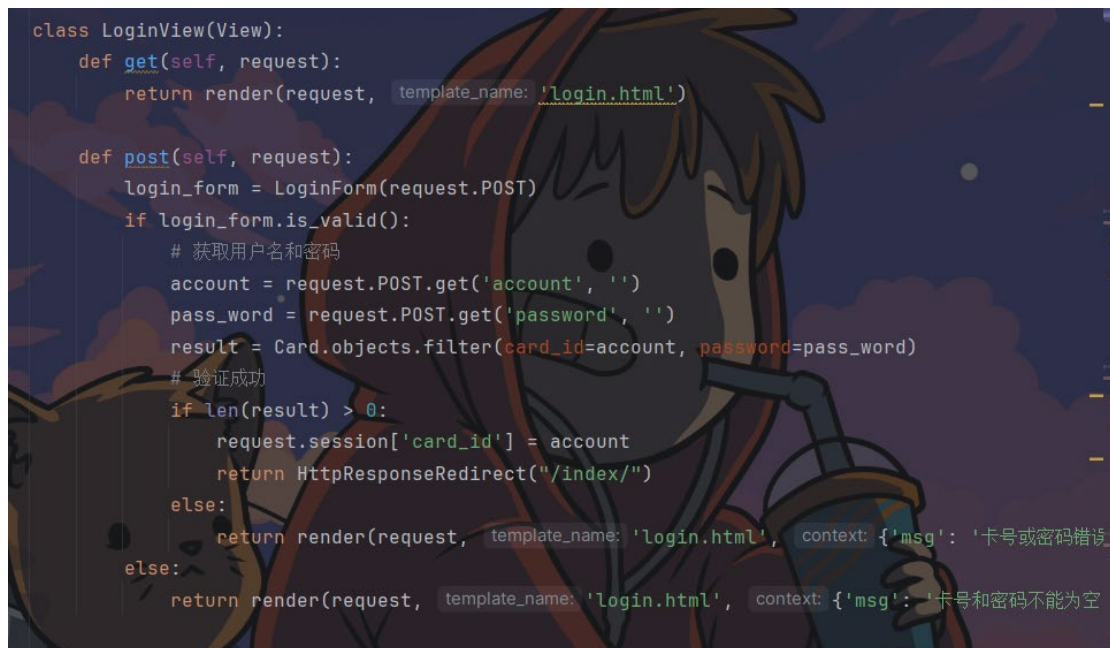 class LoginView(View):
    def get(self, request):
        return render(request, template_name: 'login.html')
    def post(self, request):
        login_form = LoginForm(request.POST)
        if login_form.is_valid():
            # 获取用户名和密码
            account = request.POST.get('account', '')
            pass_word = request.POST.get('password', '')
            result = Card.objects.filter(card_id=account, password=pass_word)
            # 验证成功
            if len(result) > 0:
                request.session['card_id'] = account
                return HttpResponseRedirect("/index/")
            else:
                return render(request, template_name: 'login.html', context: {'msg': '卡号或密码错误
        else:
            return render(request, template_name: 'login.html', context: {'msg': '卡号和密码不能为空